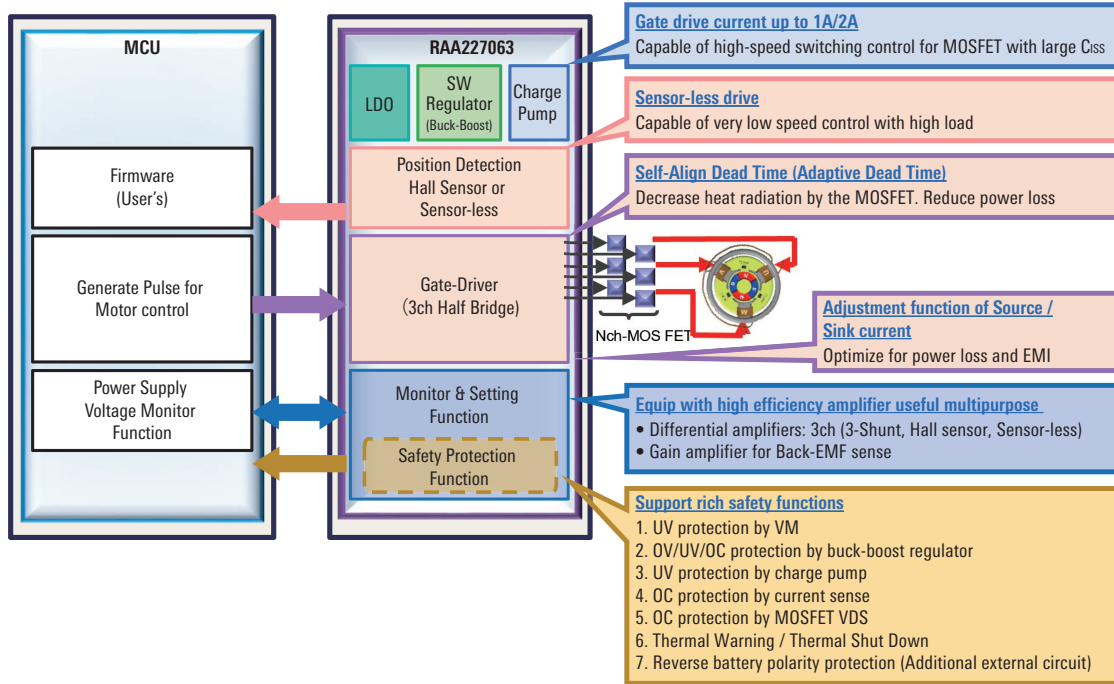 MCU
Firmware
(User's)
Generate Pulse for
Motor control
Power Supply
Voltage Monitor
Function
RAA227063
LDO
SW
Regulator
(Buck-Boost)
Charge
Pump
Position Detection
Hall Sensor or
Sensor-less
Gate-Driver
(3ch Half Bridge)
Monitor & Setting
Function
Safety Protection
Function
Nch-MOS FET
W
Gate drive current up to 1A/2A
Capable of high-speed switching control for MOSFET with large CISS
Sensor-less drive
Capable of very low speed control with high load
Self-Align Dead Time (Adaptive Dead Time)
Decrease heat radiation by the MOSFET. Reduce power loss
Adjustment function of Source /
Sink current
Optimize for power loss and EMI
Equip with high efficiency amplifier useful multipurpose
• Differential amplifiers: 3ch (3-Shunt, Hall sensor, Sensor-less)
• Gain amplifier for Back-EMF sense
Support rich safety functions
1. UV protection by VM
2. OV/UV/OC protection by buck-boost regulator
3. UV protection by charge pump
4. OC protection by current sense
5. OC protection by MOSFET VDS
6. Thermal Warning / Thermal Shut Down
7. Reverse battery polarity protection (Additional external circuit)